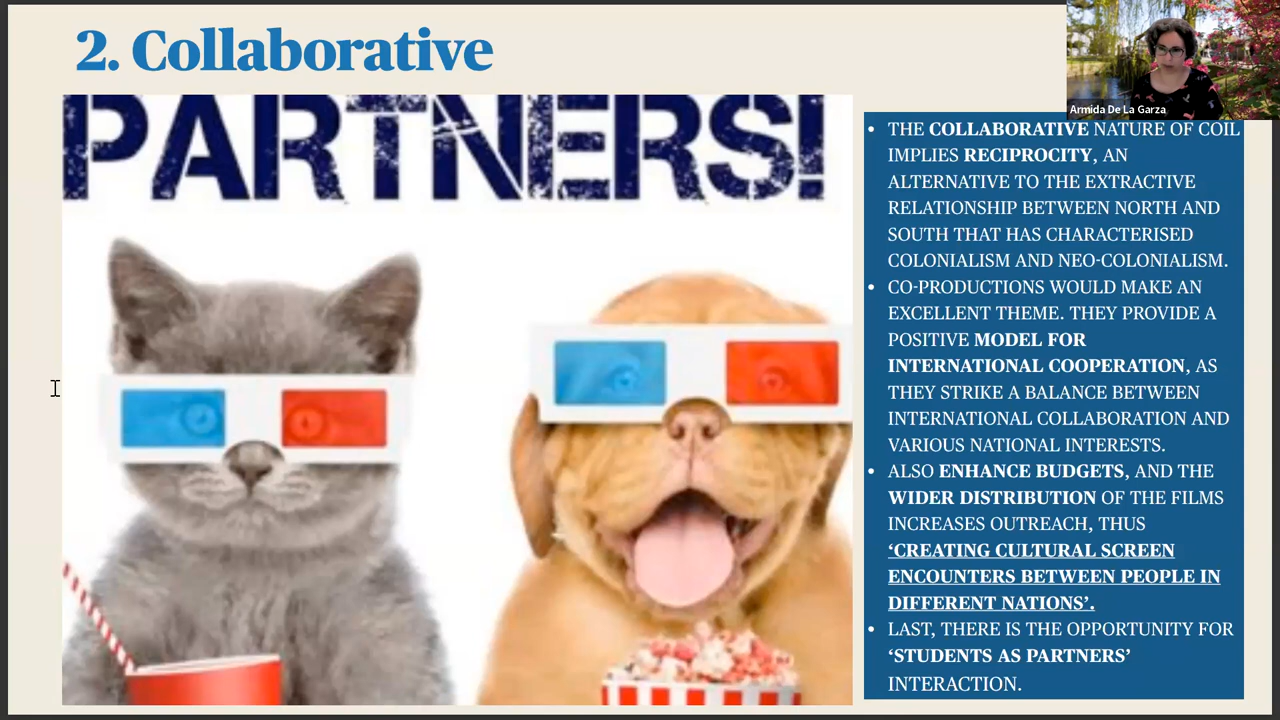 2. Collaborative
PARTNERS!
Armida De La Garza
• THE COLLABORATIVE NATURE OF COIL
IMPLIES RECIPROCITY, AN
ALTERNATIVE TO THE EXTRACTIVE
RELATIONSHIP BETWEEN NORTH AND
SOUTH THAT HAS CHARACTERISED
COLONIALISM AND NEO-COLONIALISM.
• CO-PRODUCTIONS WOULD MAKE AN
EXCELLENT THEME. THEY PROVIDE A
POSITIVE MODEL FOR
INTERNATIONAL COOPERATION, AS
THEY STRIKE A BALANCE BETWEEN
INTERNATIONAL COLLABORATION AND
VARIOUS NATIONAL INTERESTS.
• ALSO ENHANCE BUDGETS, AND THE
WIDER DISTRIBUTION OF THE FILMS
INCREASES OUTREACH, THUS
‘CREATING CULTURAL SCREEN
ENCOUNTERS BETWEEN PEOPLE IN
DIFFERENT NATIONS’.
• LAST, THERE IS THE OPPORTUNITY FOR
‘STUDENTS AS PARTNERS’
INTERACTION.